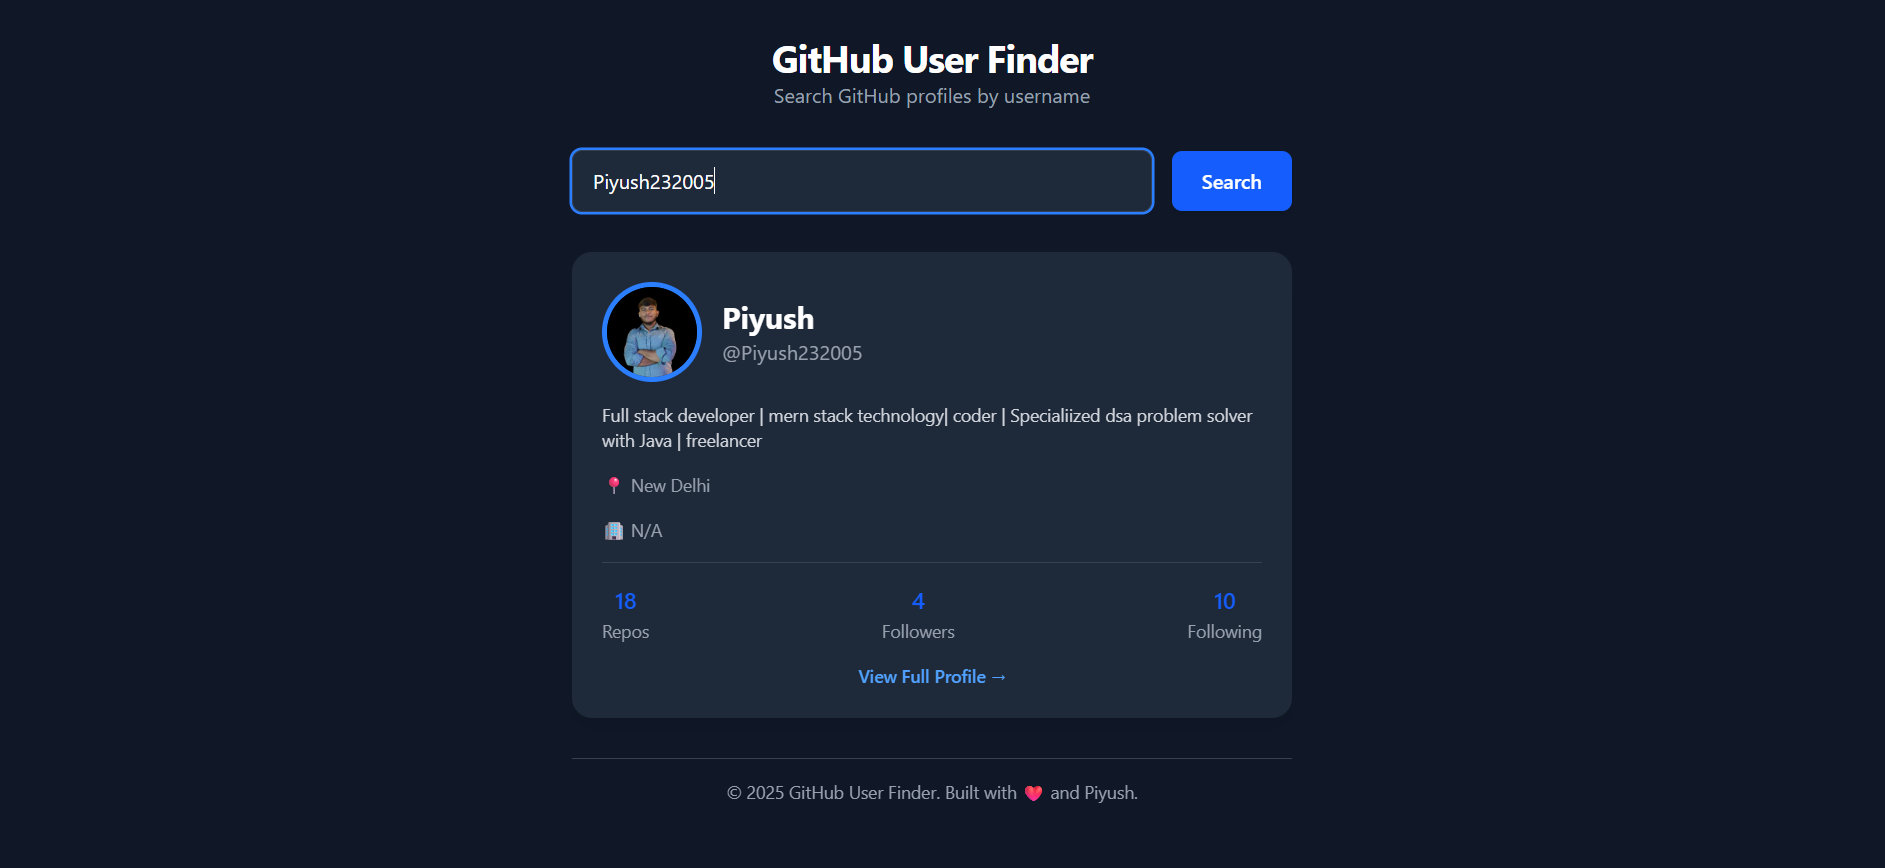 GitHub User Finder
Search GitHub profiles by username
Piyush232005
Search
Piyush
@Piyush232005
Full stack developer | mern stack technology| coder | Specialiized dsa problem solver
with Java | freelancer
📍 New Delhi
🏢 N/A
18
Repos
4
Followers
10
Following
View Full Profile →
© 2025 GitHub User Finder. Built with ❤️ and Piyush.